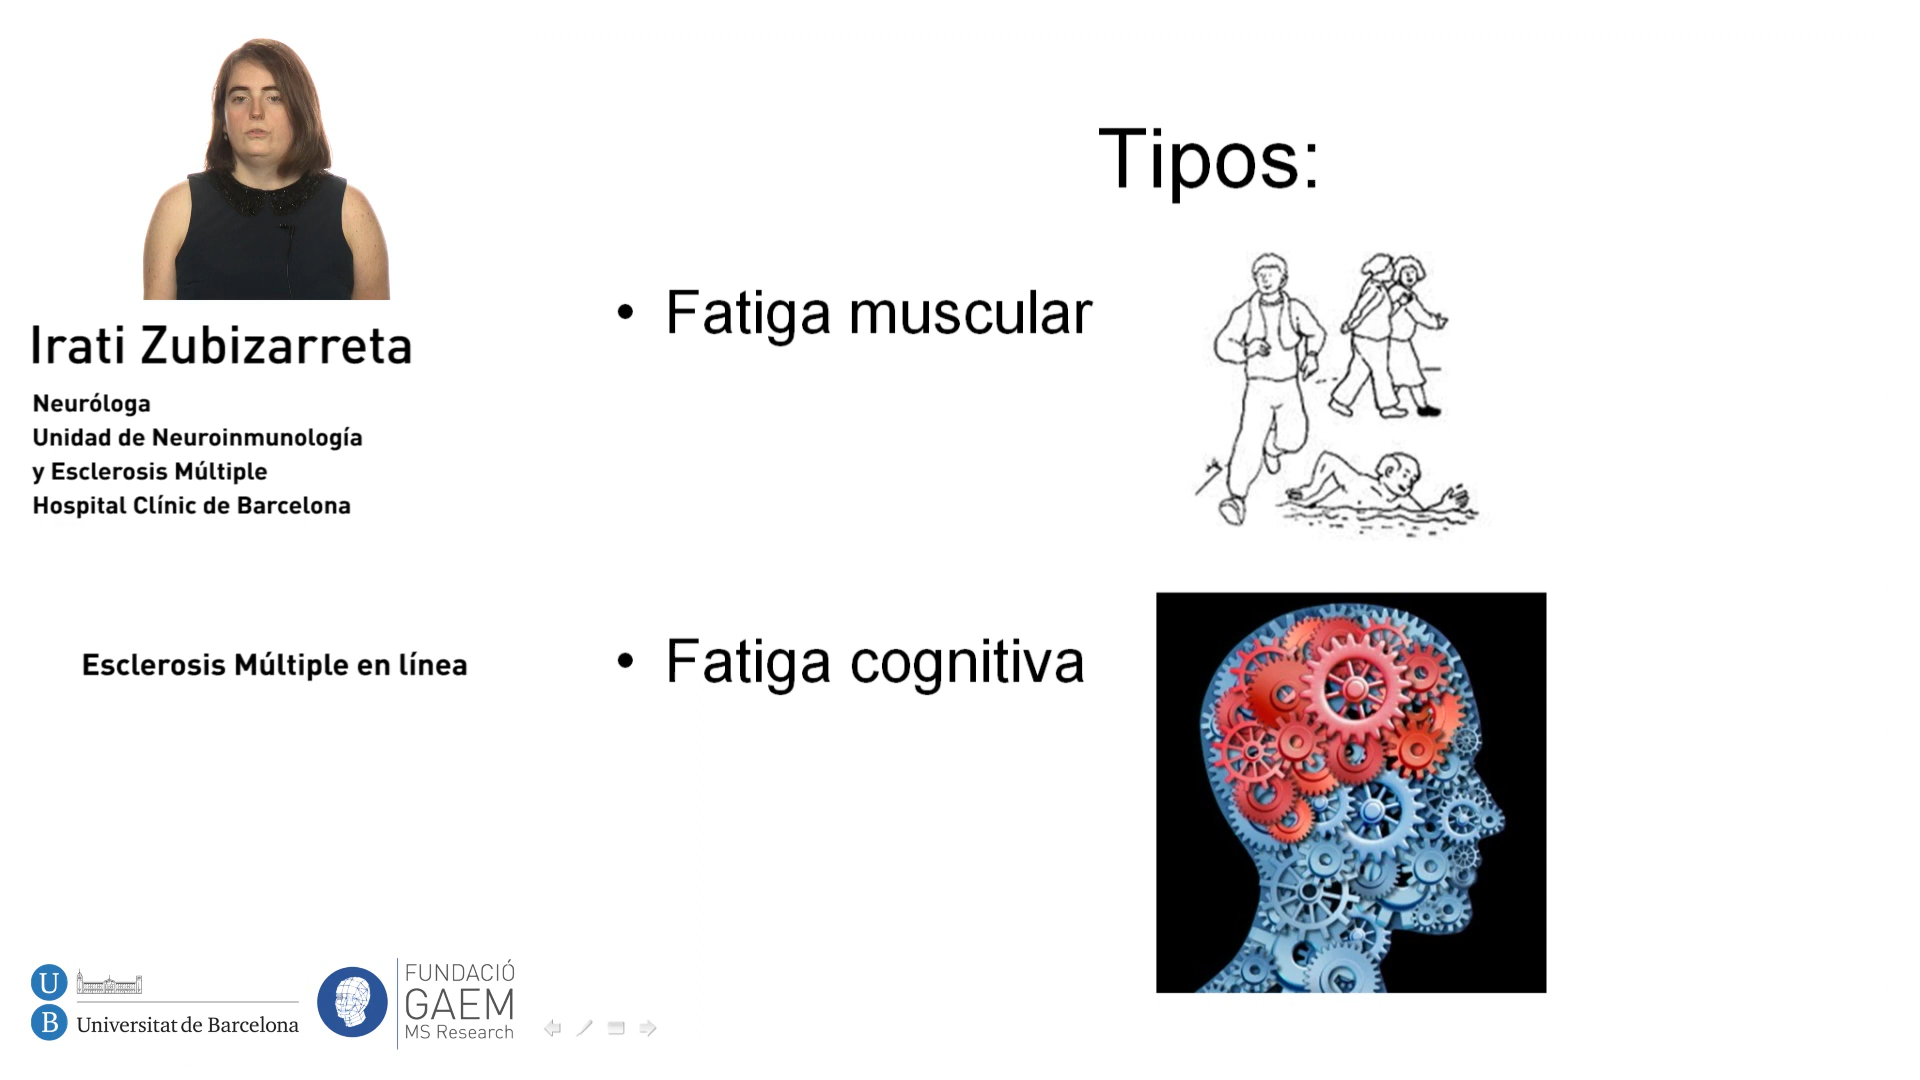 Irati Zubizarreta
Neuróloga
Unidad de Neuroinmunología
y Esclerosis Múltiple
Hospital Clínic de Barcelona
Esclerosis Múltiple en línea
Tipos:
• Fatiga muscular
• Fatiga cognitiva
U
B
Universitat de Barcelona
FUNDACIÓ
GAEM
MS Research